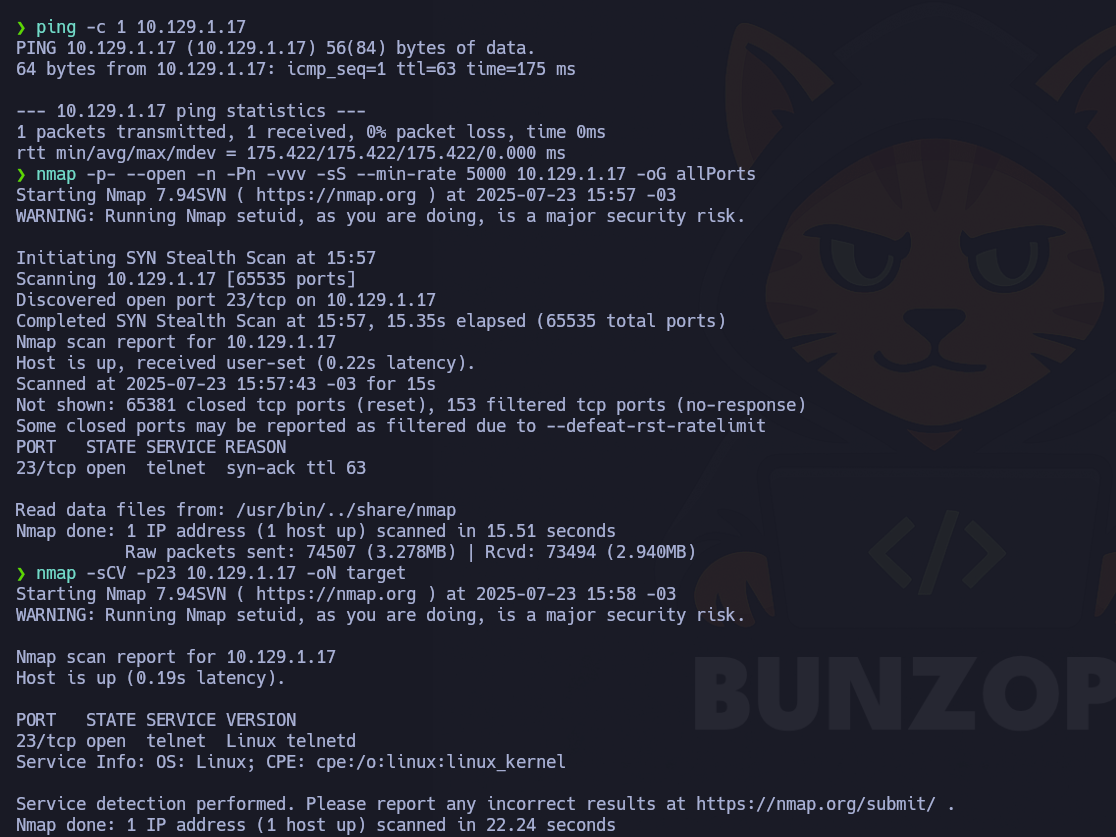 ❯ ping -c 1 10.129.1.17
PING 10.129.1.17 (10.129.1.17) 56(84) bytes of data.
64 bytes from 10.129.1.17: icmp_seq=1 ttl=63 time=175 ms
--- 10.129.1.17 ping statistics ---
1 packets transmitted, 1 received, 0% packet loss, time 0ms
rtt min/avg/max/mdev = 175.422/175.422/175.422/0.000 ms
❯ nmap -p- --open -n -Pn -vvv -sS --min-rate 5000 10.129.1.17 -oG allPorts
Starting Nmap 7.94SVN ( https://nmap.org ) at 2025-07-23 15:57 -03
WARNING: Running Nmap setuid, as you are doing, is a major security risk.
Initiating SYN Stealth Scan at 15:57
Scanning 10.129.1.17 [65535 ports]
Discovered open port 23/tcp on 10.129.1.17
Completed SYN Stealth Scan at 15:57, 15.35s elapsed (65535 total ports)
Nmap scan report for 10.129.1.17
Host is up, received user-set (0.22s latency).
Scanned at 2025-07-23 15:57:43 -03 for 15s
Not shown: 65381 closed tcp ports (reset), 153 filtered tcp ports (no-response)
Some closed ports may be reported as filtered due to --defeat-rst-ratelimit
PORT   STATE SERVICE REASON
23/tcp open  telnet  syn-ack ttl 63
Read data files from: /usr/bin/../share/nmap
Nmap done: 1 IP address (1 host up) scanned in 15.51 seconds
Raw packets sent: 74507 (3.278MB) | Rcvd: 73494 (2.940MB)
❯ nmap -sCV -p23 10.129.1.17 -oN target
Starting Nmap 7.94SVN ( https://nmap.org ) at 2025-07-23 15:58 -03
WARNING: Running Nmap setuid, as you are doing, is a major security risk.
Nmap scan report for 10.129.1.17
Host is up (0.19s latency).
PORT   STATE SERVICE VERSION
23/tcp open  telnet  Linux telnetd
Service Info: OS: Linux; CPE: cpe:/o:linux:linux_kernel
Service detection performed. Please report any incorrect results at https://nmap.org/submit/ .
Nmap done: 1 IP address (1 host up) scanned in 22.24 seconds
</>
BUNZOP